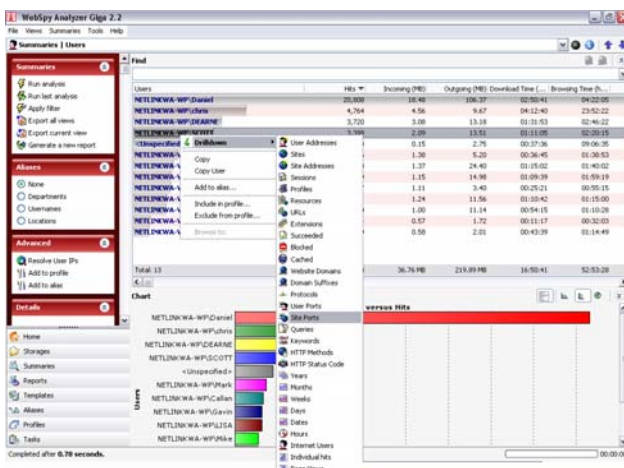 WebSpy Analyzer Giga 2.2
File Views Summaries Tools Help
Summaries | Users
Summaries
Run analysis
Run last analysis
Apply filter
Export all views
Export current view
Generate a new report
Aliases
None
Departments
Usernames
Locations
Advanced
Resolve User IPs
Add to profile
Add to alias
Details
Home
Storages
Summaries
Reports
Templates
Aliases
Profiles
Tasks
Find
Users Hits Incoming (MB) Outgoing (MB) Download Time (... Browsing Time (h...
NETLINKWA-WP\Daniel 20,808 18.48 106.37 02:50:41 04:22:05
NETLINKWA-WP\chris 4,764 4.56 9.67 04:12:40 23:52:22
NETLINKWA-WP\DEARNE 3,720 3.08 13.18 01:31:53 02:46:22
NETLINKWA-WP\SCOTT 3,398 2.09 13.51 01:11:05 02:20:15
<Unspecified 0.15 2.75 00:37:36 09:06:35
NETLINKWA-\ 1.38 5.20 00:36:45 01:38:53
NETLINKWA-\ 1.37 24.40 01:15:02 01:40:02
NETLINKWA-\ 1.15 14.98 01:09:39 01:59:19
NETLINKWA-\ 1.11 3.40 00:25:21 00:55:15
NETLINKWA-\ 1.24 11.56 01:10:42 01:15:00
NETLINKWA-\ 1.00 11.14 00:54:15 01:10:28
NETLINKWA-\ 0.57 1.72 00:11:17 00:32:03
NETLINKWA-\ 0.58 2.01 00:43:39 01:14:49
Total: 13 36.76 MB 219.89 MB 16:50:41 52:53:28
Drilldown
Copy
Copy User
Add to alias...
Include in profile...
Exclude from profile...
Browse to:
User Addresses
Sites
Site Addresses
Sessions
Profiles
Resources
URLs
Extensions
Succeeded
Blocked
Cached
Website Domains
Domain Suffixes
Protocols
User Ports
Site Ports
Queries
Keywords
HTTP Methods
HTTP Status Code
Years
Months
Weeks
Days
Dates
Hours
Internet Users
Individual hits
Chart
versus Hits
Users
NETLINKWA-WP\Daniel
NETLINKWA-WP\chris
NETLINKWA-WP\DEARNE
NETLINKWA-WP\SCOTT
<Unspecified>
NETLINKWA-WP\Mark
NETLINKWA-WP\Callan
NETLINKWA-WP\Gavin
NETLINKWA-WP\LISA
NETLINKWA-WP\Mike
Completed after 0.70 seconds.